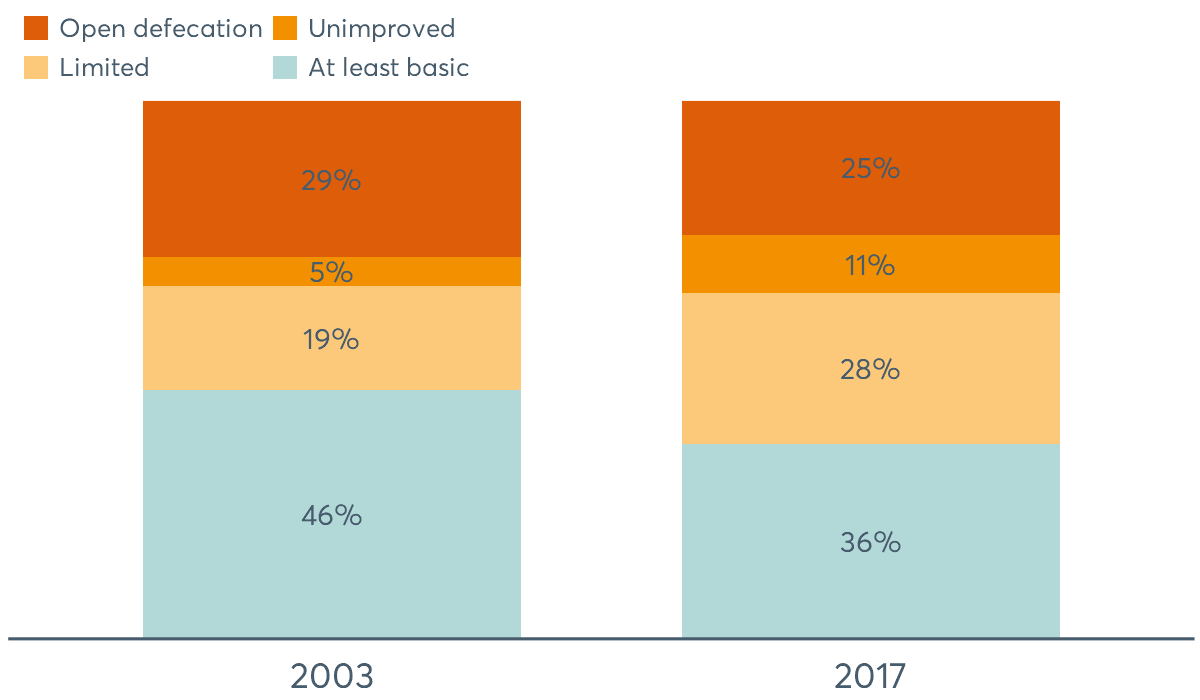 Open defecation Unimproved
Limited At least basic
29% 25%
5% 11%
19% 28%
46% 36%
2003 2017